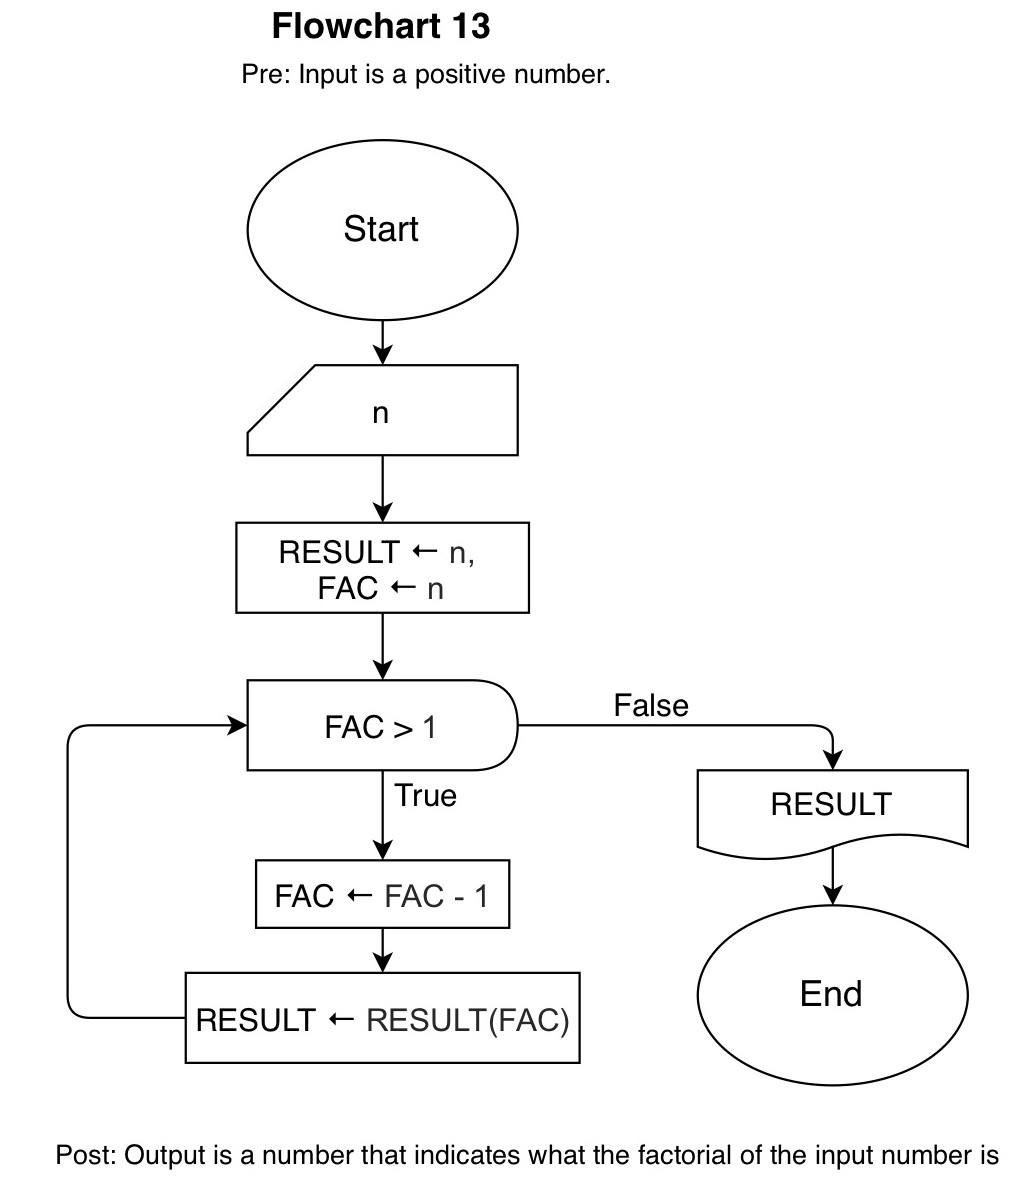 Flowchart 13
Pre: Input is a positive number.
Start
n
RESULT ← n,
FAC ← n
FAC > 1
False
True
RESULT
FAC ← FAC - 1
End
RESULT ← RESULT(FAC)
Post: Output is a number that indicates what the factorial of the input number is